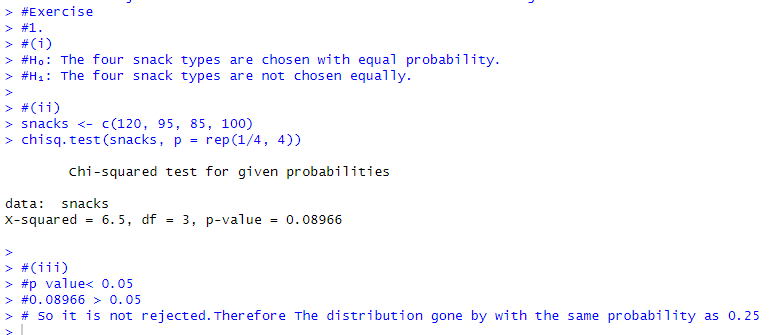 > #Exercise
> #1.
> #(i)
> #H₀: The four snack types are chosen with equal probability.
> #H₁: The four snack types are not chosen equally.
>
> #(ii)
> snacks <- c(120, 95, 85, 100)
> chisq.test(snacks, p = rep(1/4, 4))
Chi-squared test for given probabilities
data:  snacks
X-squared = 6.5, df = 3, p-value = 0.08966
>
> #(iii)
> #p value< 0.05
> #0.08966 > 0.05
> # So it is not rejected.Therefore The distribution gone by with the same probability as 0.25
>